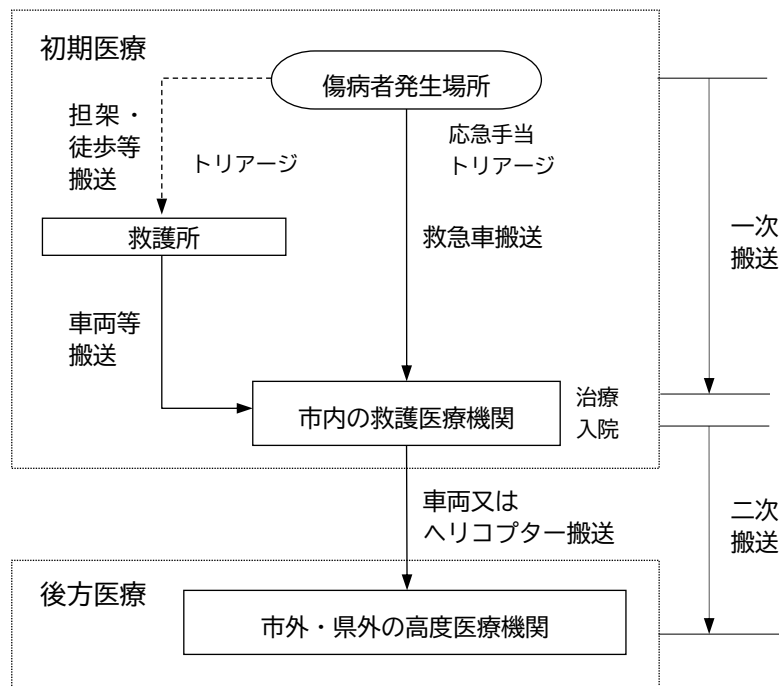 初期医療
傷病者発生場所
担架・
徒歩等
搬送
トリアージ
応急手当
トリアージ
救護所
救急車搬送
一次
搬送
車両等
搬送
市内の救護医療機関
治療
入院
車両又は
ヘリコプター搬送
二次
搬送
後方医療
市外・県外の高度医療機関